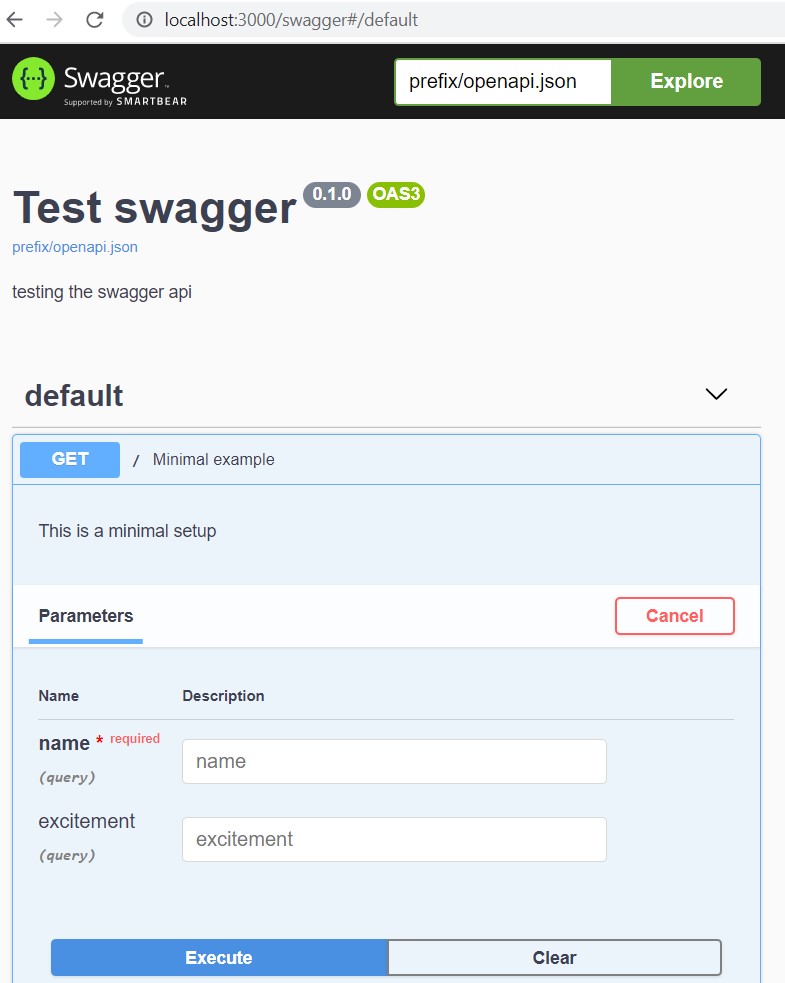 localhost:3000/swagger#/default
{···} Swagger™
Supported by SMARTBEAR
prefix/openapi.json
Explore
Test swagger 0.1.0 OAS3
prefix/openapi.json
testing the swagger api
default
GET / Minimal example
This is a minimal setup
Parameters
Cancel
Name Description
name * required
(query)
name
excitement
(query)
excitement
Execute
Clear